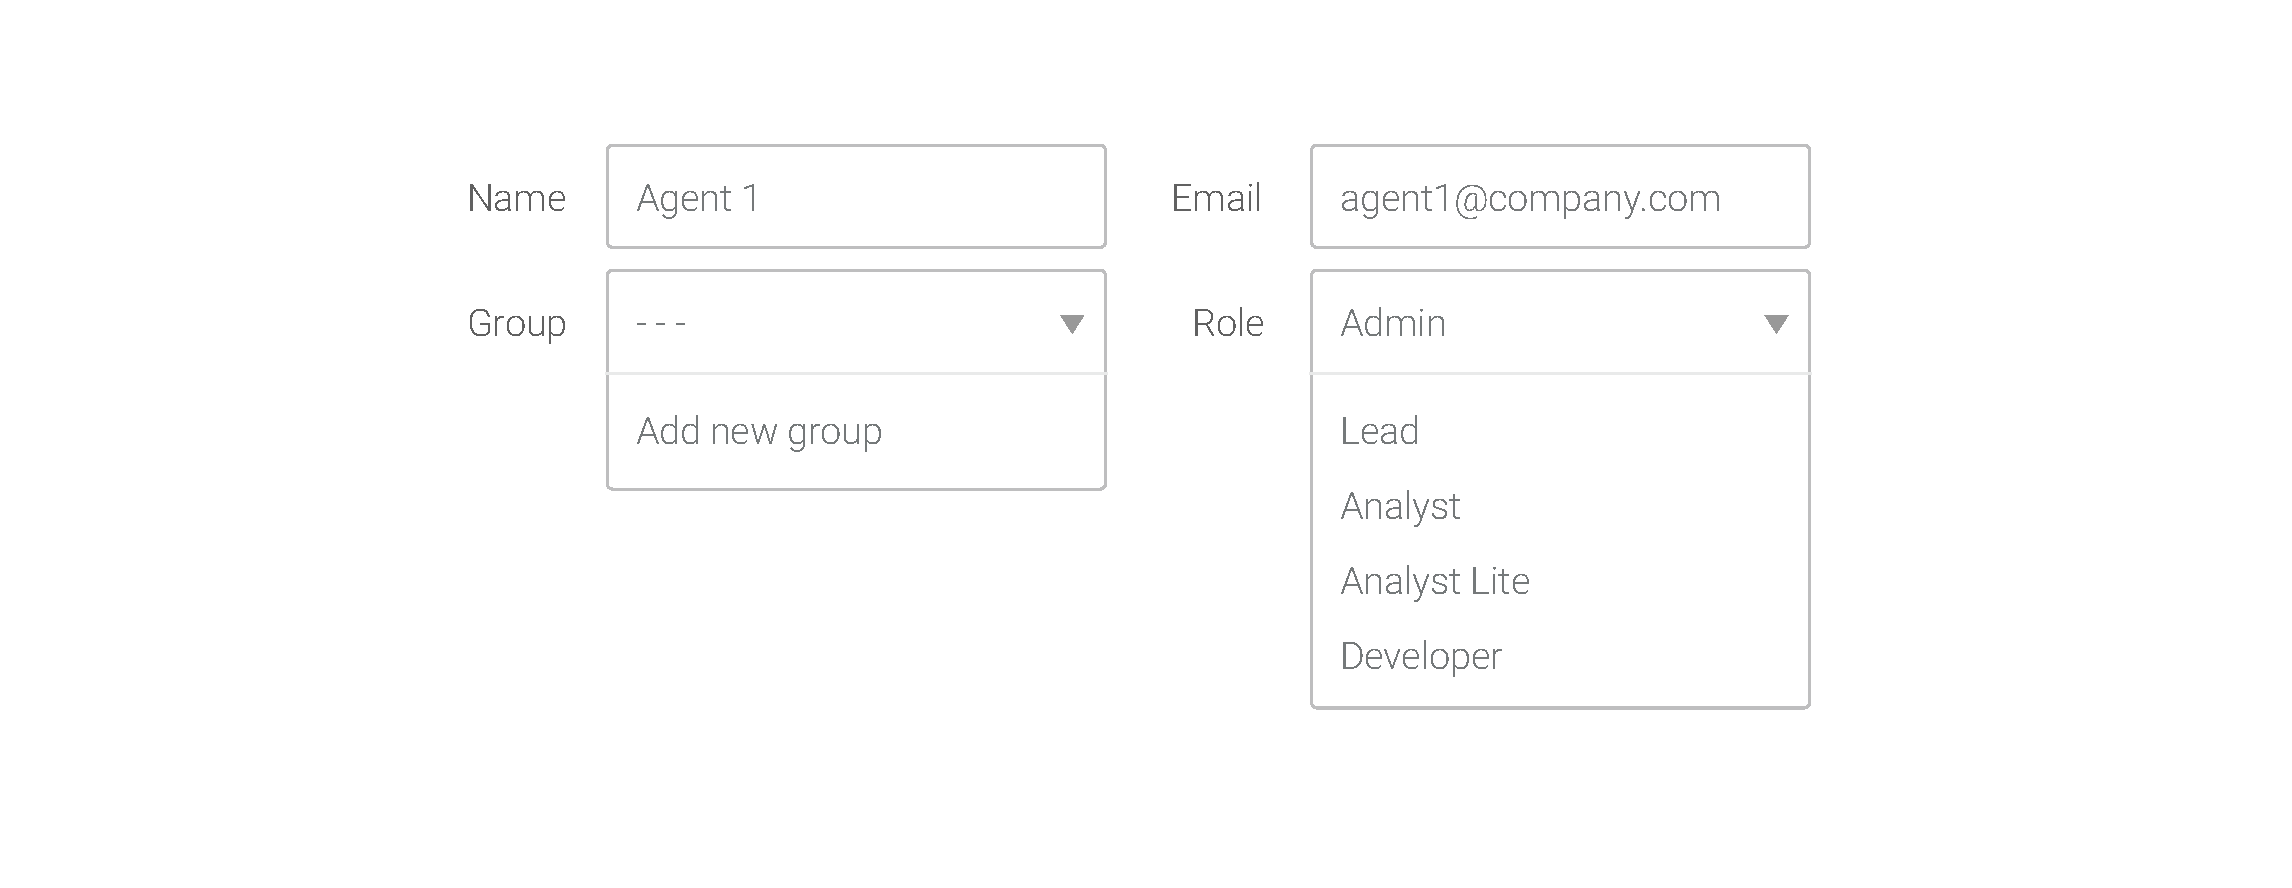 Name Agent 1 Email agent1@company.com
Group - - - Role Admin
Add new group Lead
Analyst
Analyst Lite
Developer